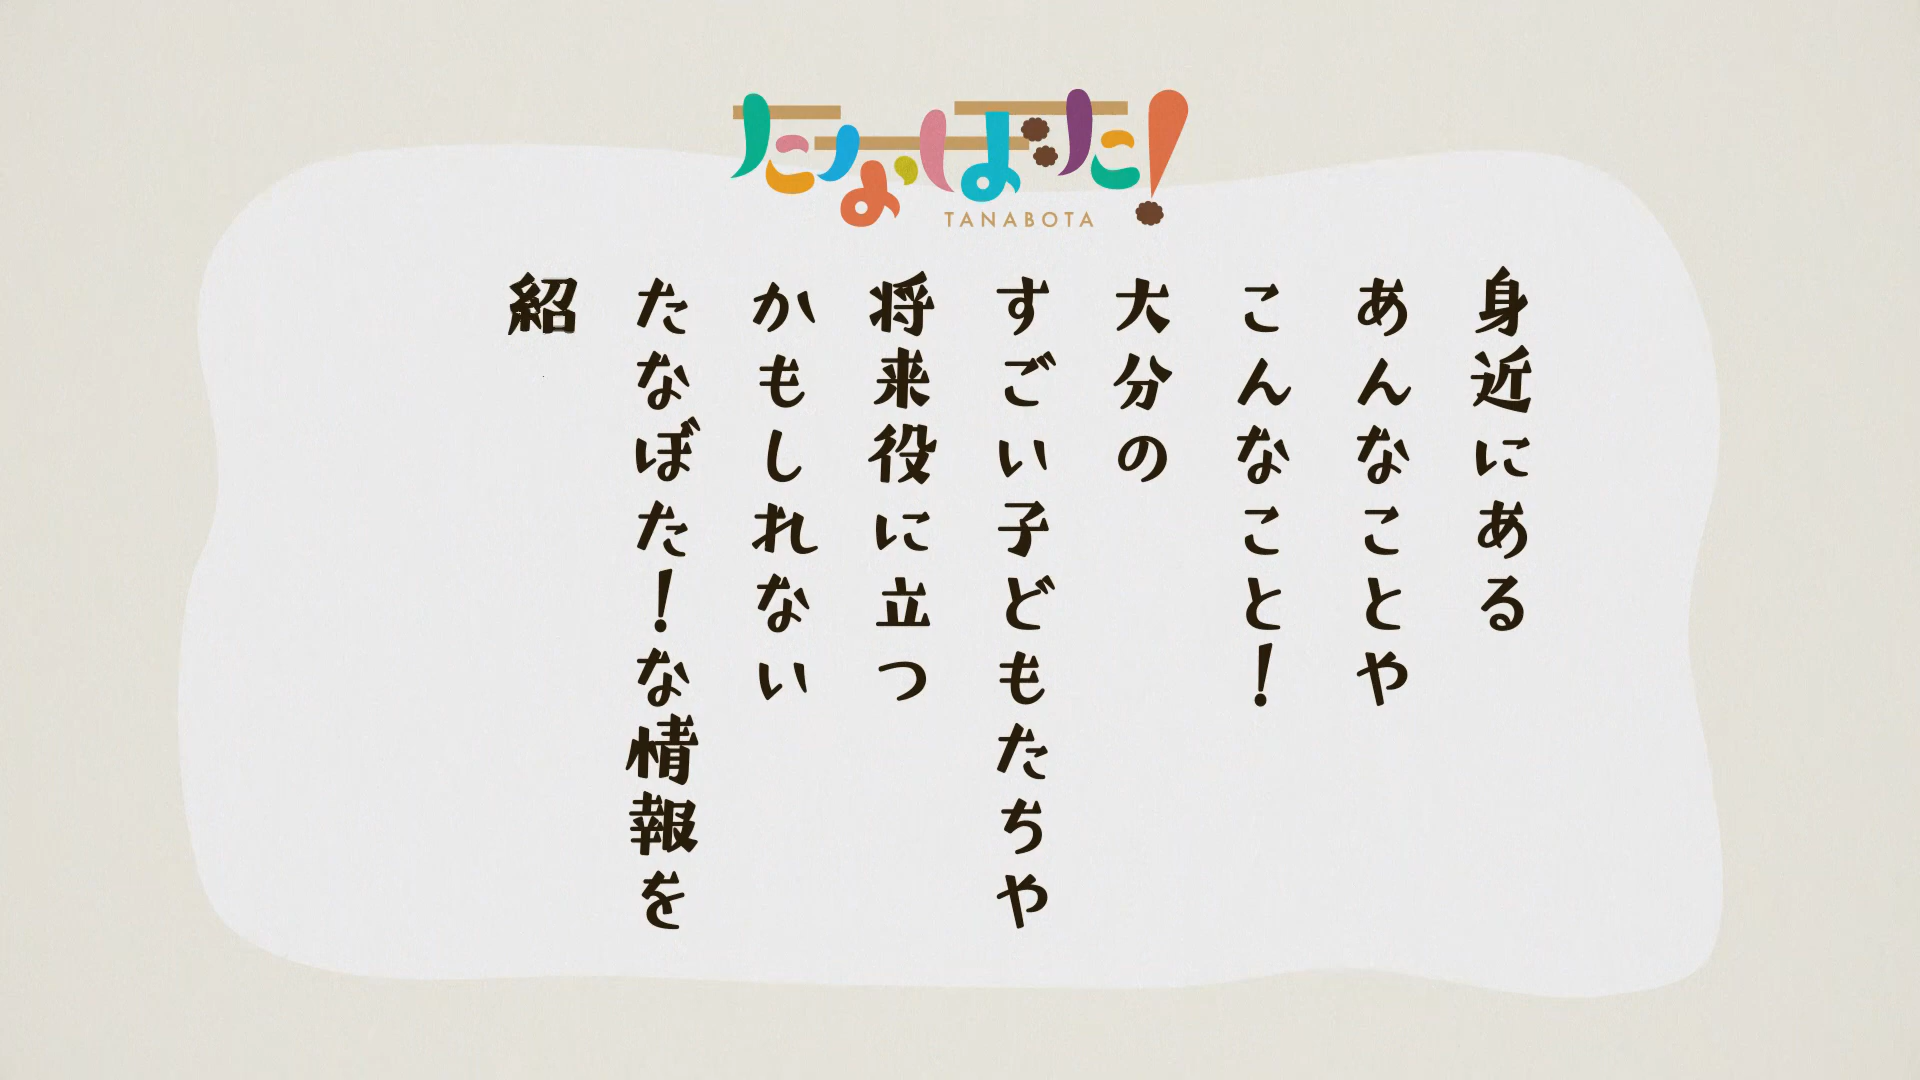 たなぼた!
TANABOTA
身近にある
あんなことや
こんなこと!
大分の
すごい子どもたちや
将来役に立つ
かもしれない
たなぼた!な情報を
紹